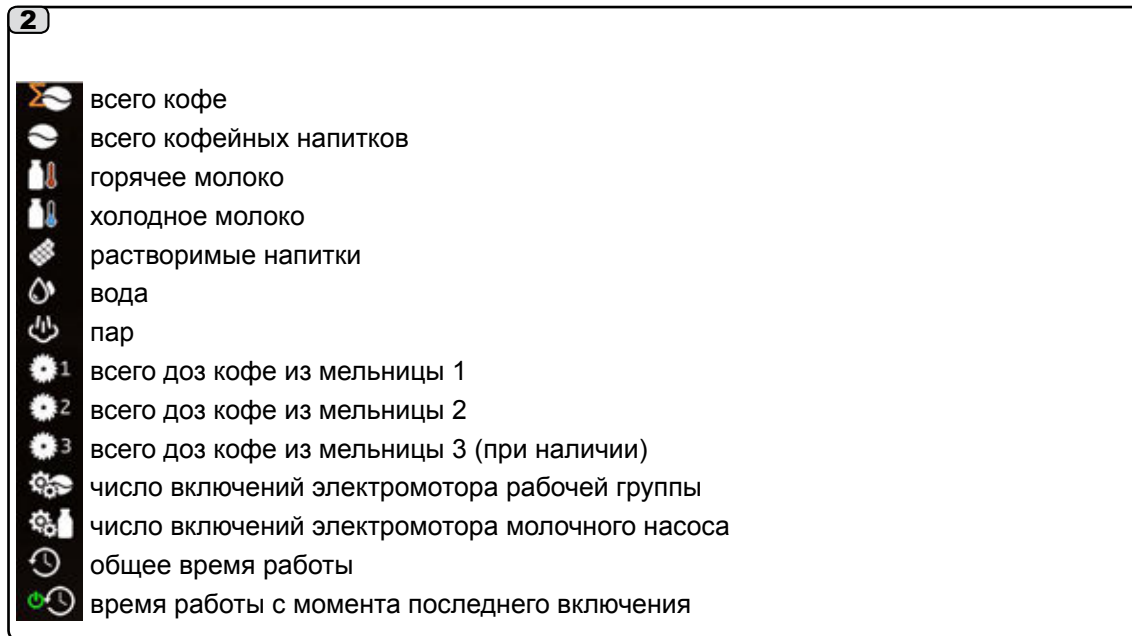 2
всего кофе
всего кофейных напитков
горячее молоко
холодное молоко
растворимые напитки
вода
пар
1 всего доз кофе из мельницы 1
2 всего доз кофе из мельницы 2
3 всего доз кофе из мельницы 3 (при наличии)
число включений электромотора рабочей группы
число включений электромотора молочного насоса
общее время работы
время работы с момента последнего включения